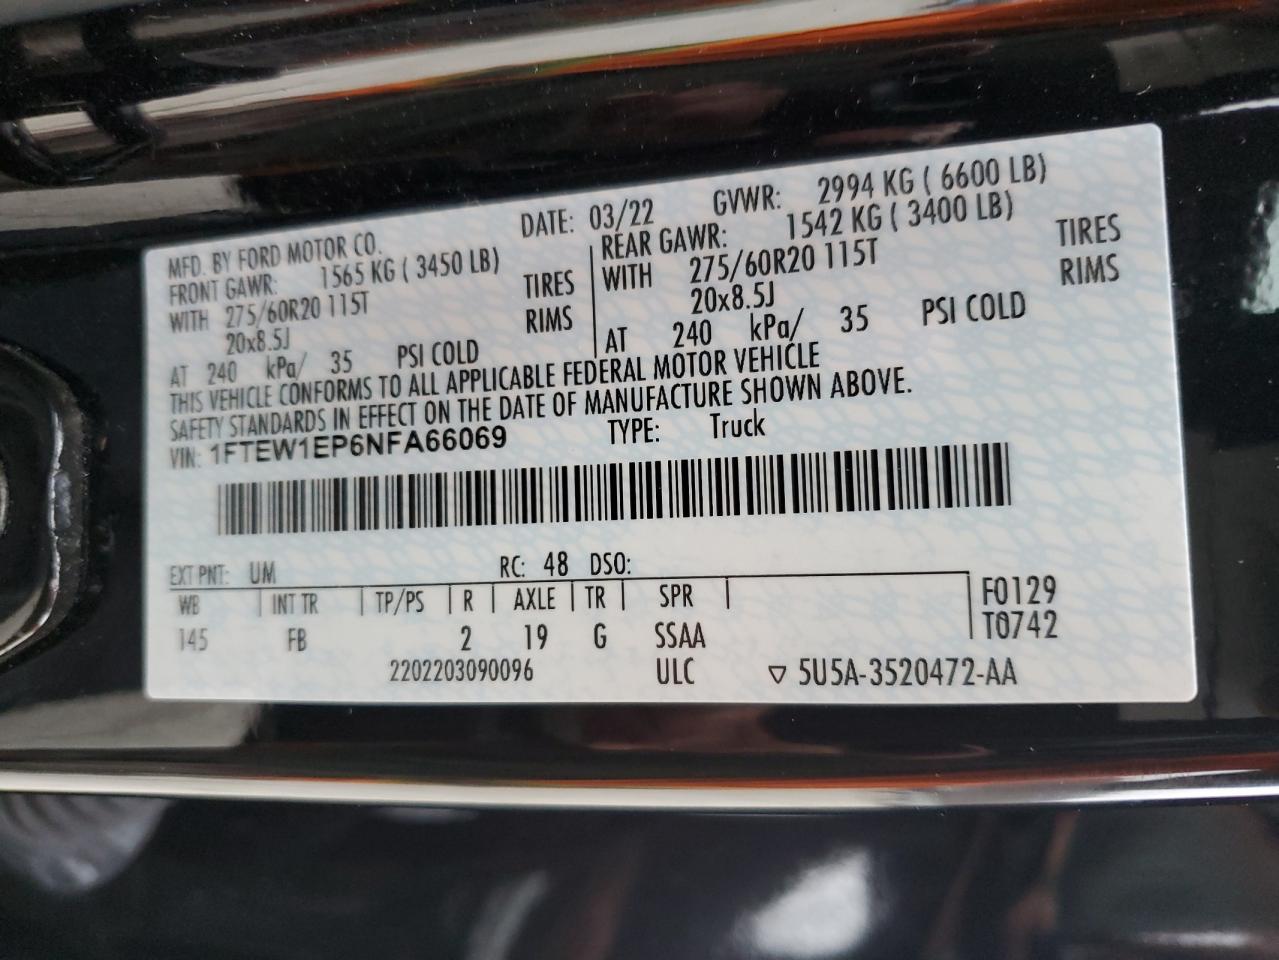 MFD. BY FORD MOTOR CO. DATE: 03/22 GVWR: 2994 KG ( 6600 LB)
FRONT GAWR: 1565 KG ( 3450 LB)
WITH 275/60R20 115T TIRES
20x8.5J RIMS
AT 240 kPa/ 35 PSI COLD
REAR GAWR: 1542 KG ( 3400 LB)
WITH 275/60R20 115T TIRES
20x8.5J RIMS
AT 240 kPa/ 35 PSI COLD
THIS VEHICLE CONFORMS TO ALL APPLICABLE FEDERAL MOTOR VEHICLE
SAFETY STANDARDS IN EFFECT ON THE DATE OF MANUFACTURE SHOWN ABOVE.
VIN: 1FTEW1EP6NFA66069 TYPE: Truck
EXT PNT: UM RC: 48 DSO:
WB | INT TR | TP/PS | R | AXLE | TR | SPR | F0129
145 FB 2 19 G SSAA T0742
2202203090096 ULC ▽ 5U5A-3520472-AA